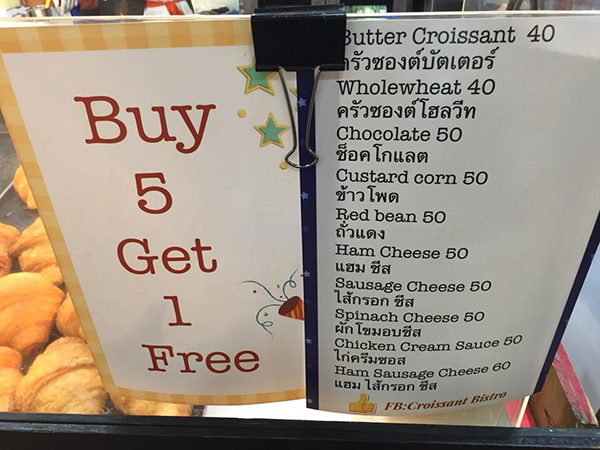 Buy
5
Get
1
Free
Butter Croissant 40
ครัวซองต์บัตเตอร์
Wholewheat 40
ครัวซองต์โฮลวีท
Chocolate 50
ช็อคโกแลต
Custard corn 50
ข้าวโพด
Red bean 50
ถั่วแดง
Ham Cheese 50
แฮม ชีส
Sausage Cheese 50
ไส้กรอก ชีส
Spinach Cheese 50
ผักโขมอบชีส
Chicken Cream Sauce 50
ไก่ครีมซอส
Ham Sausage Cheese 60
แฮม ไส้กรอก ชีส
FB:Croissant Bistro